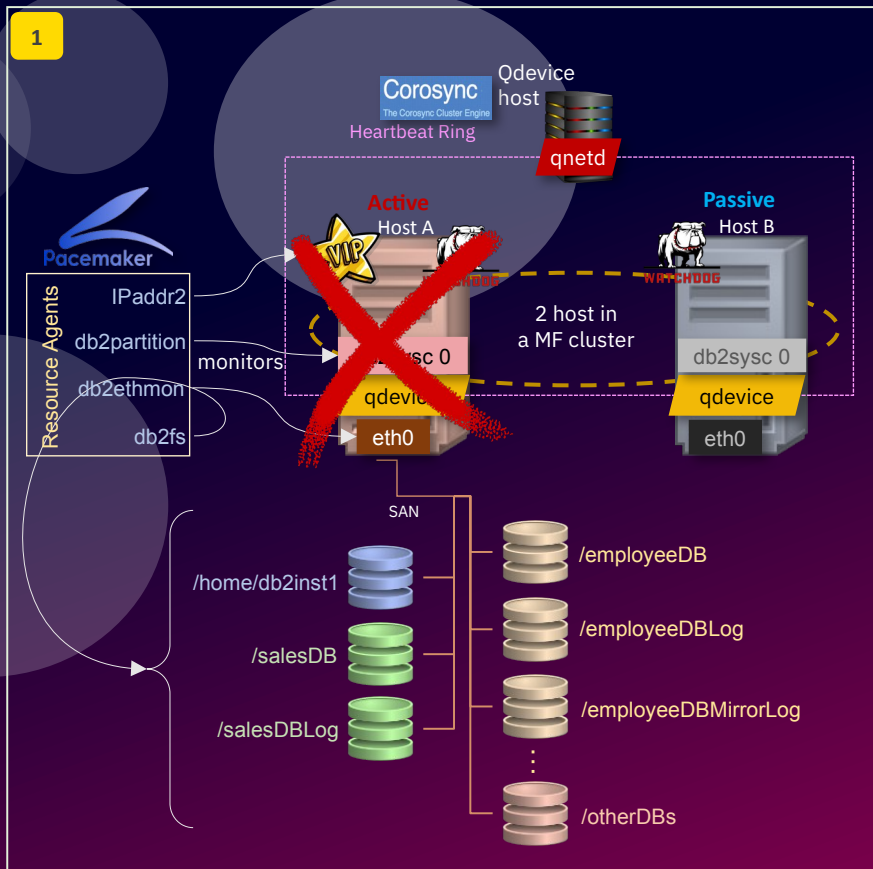 1
Qdevice
host
Corosync
The Corosync Cluster Engine
Heartbeat Ring
qnetd
Active
Host A
Passive
Host B
VIP
WATCHDOG
Pacemaker
Resource Agents
IPaddr2
db2partition
db2ethmon
db2fs
monitors
2 host in
a MF cluster
db2sysc 0
db2sysc 0
qdevice
qdevice
eth0
eth0
SAN
/home/db2inst1
/salesDB
/salesDBLog
/employeeDB
/employeeDBLog
/employeeDBMirrorLog
/otherDBs